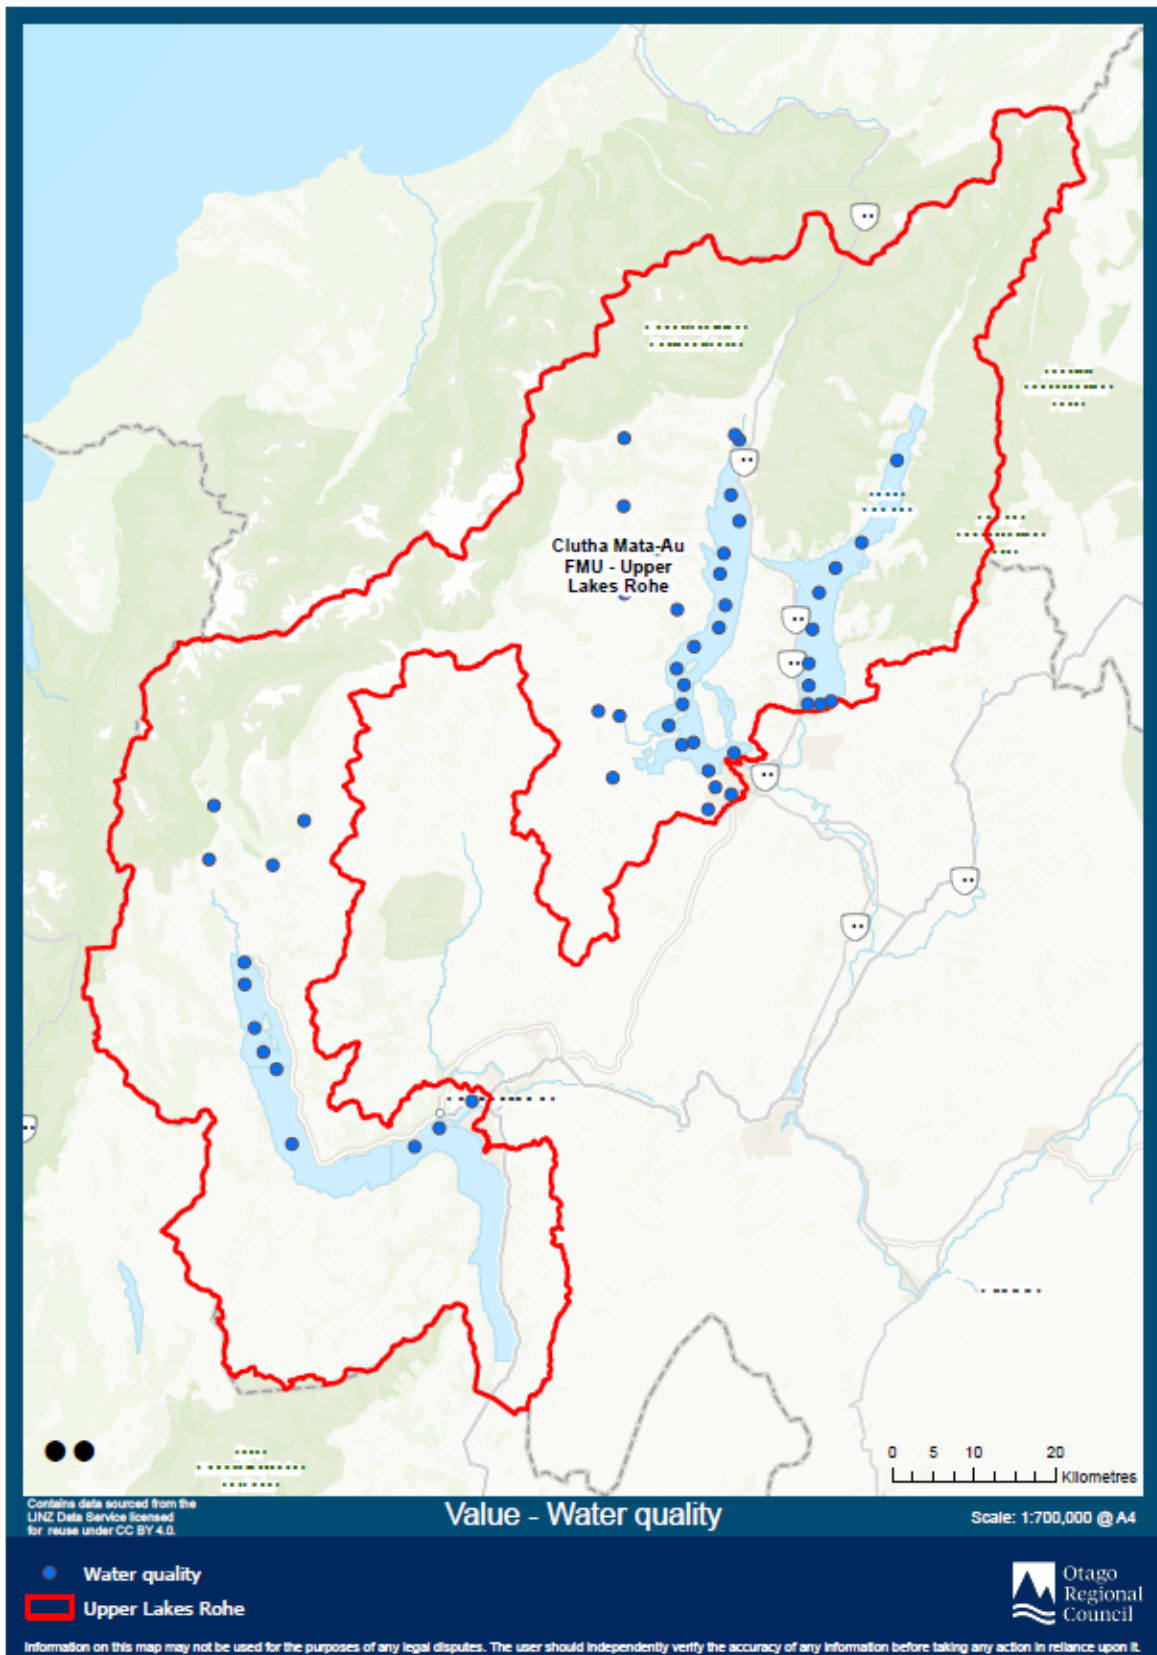 Clutha Mata-Au
FMU - Upper
Lakes Rohe
0 5 10 20
Kilometres
Contains data sourced from the
LINZ Data Service licensed
for reuse under CC BY 4.0.
Value - Water quality
Scale: 1:700,000 @ A4
Water quality
Upper Lakes Rohe
Otago
Regional
Council
Information on this map may not be used for the purposes of any legal disputes. The user should independently verify the accuracy of any information before taking any action in reliance upon it.